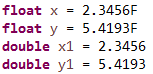 float x = 2.3456F
float y = 5.4193F
double x1 = 2.3456
double y1 = 5.4193